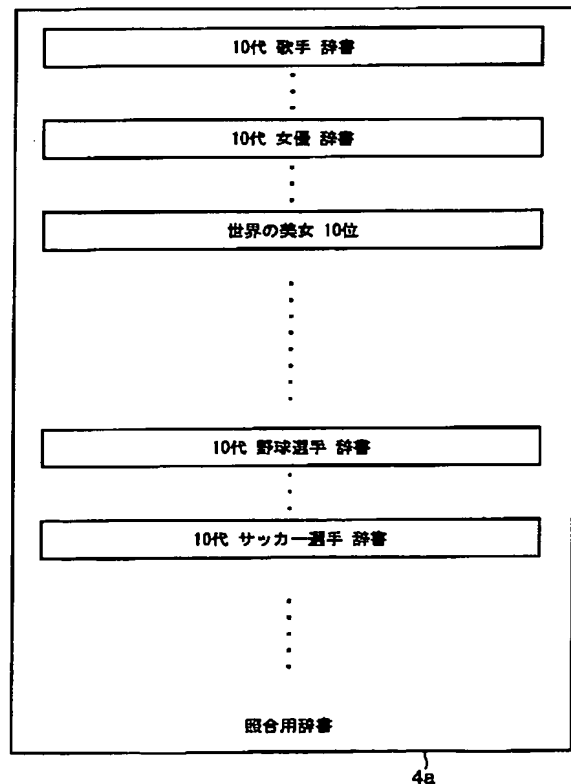 10代 歌手 辞書
10代 女優 辞書
世界の美女 10位
10代 野球選手 辞書
10代 サッカー選手 辞書
照合用辞書
4a